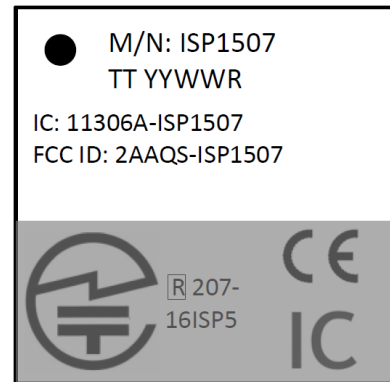 M/N: ISP1507
TT YYWWR
IC: 11306A-ISP1507
FCC ID: 2AAQS-ISP1507
R 207-
16ISP5
CE
IC